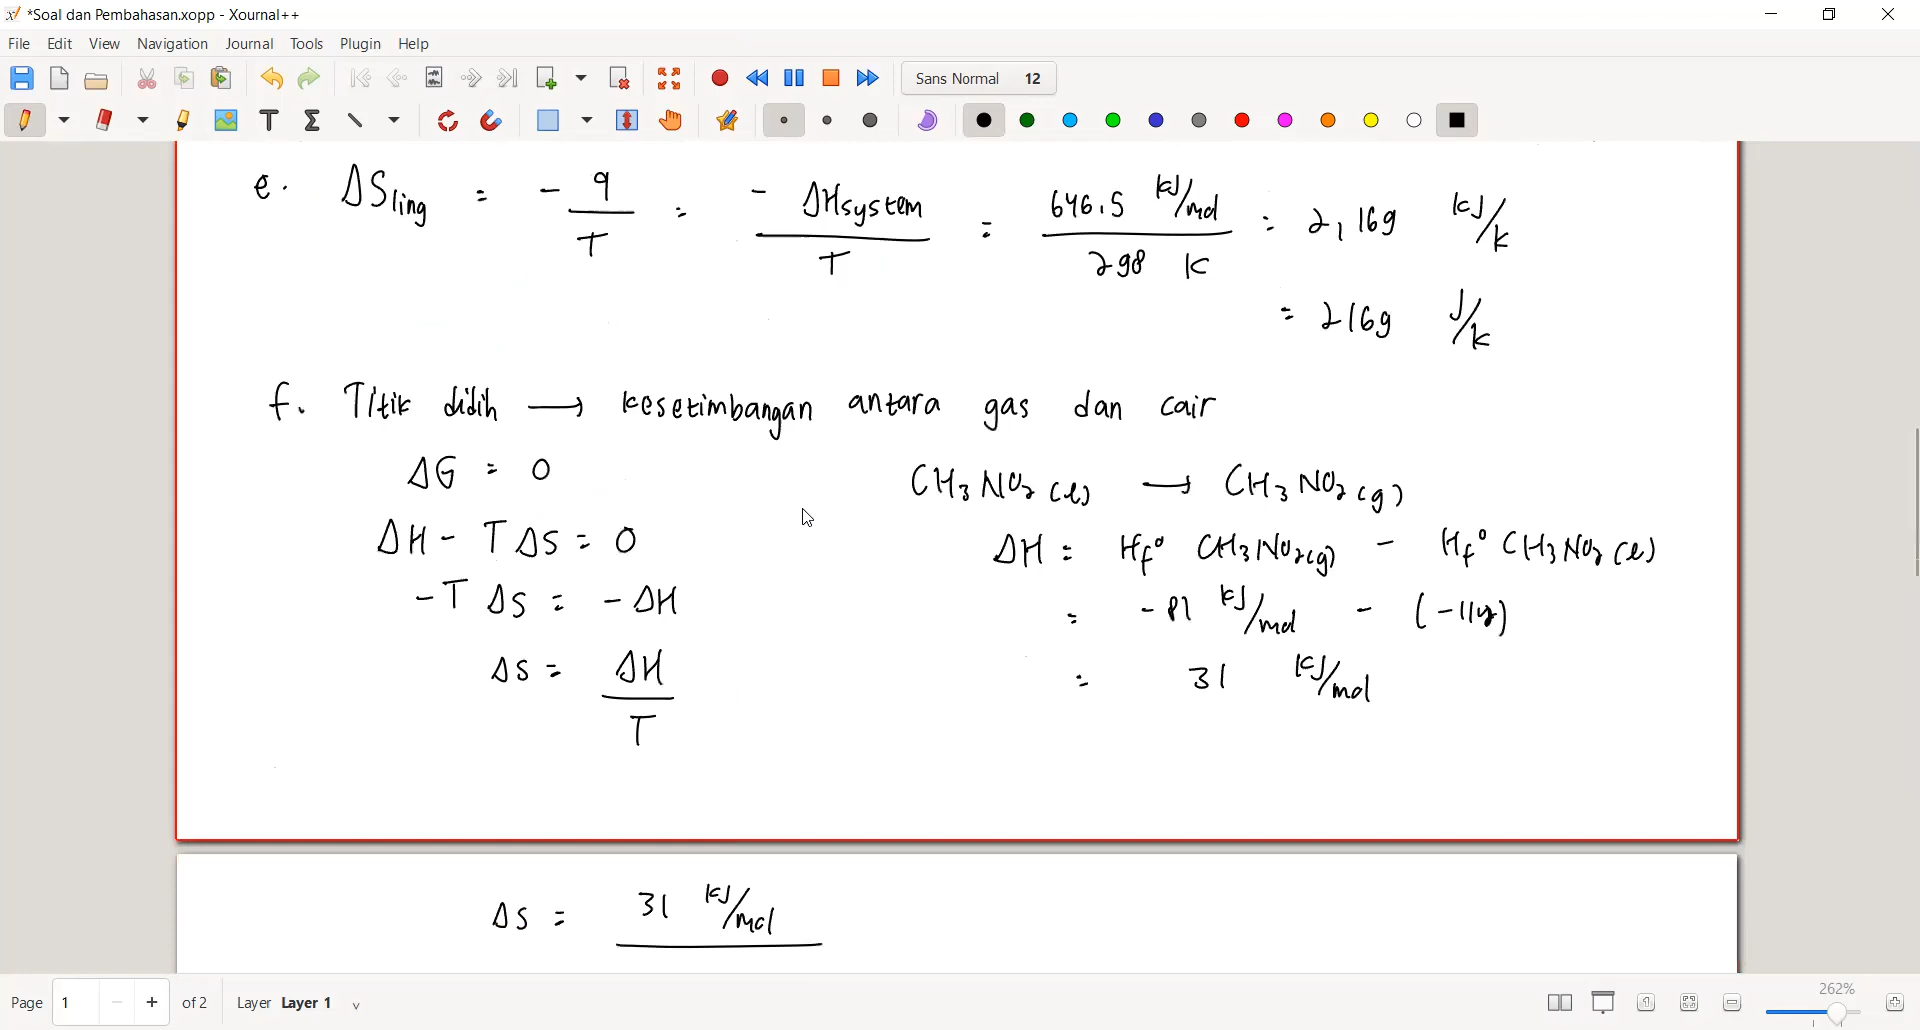 *Soal dan Pembahasan.xopp - Xournal++
File Edit View Navigation Journal Tools Plugin Help
Sans Normal 12
e. ΔSling = - q/T = - ΔHsystem/T = 646.5 kJ/mol / 298 K = 2,169 kJ/K
= 2169 J/K
f. Titik didih → kesetimbangan antara gas dan cair
ΔG = 0
CH3NO2 (l) → CH3NO2 (g)
ΔH - TΔS = 0
ΔH = Hf° CH3NO2(g) - Hf° CH3NO2 (l)
-T ΔS = -ΔH
= -81 kJ/mol - (-112)
ΔS = ΔH/T
= 31 kJ/mol
ΔS = 31 kJ/mol
Page 1 of 2 Layer Layer 1 262%